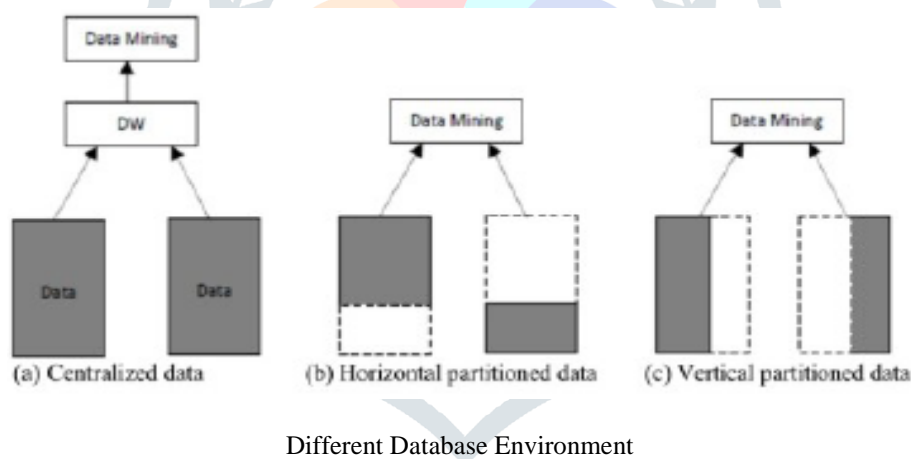 Data Mining
DW
Data
Data
(a) Centralized data
Data Mining
(b) Horizontal partitioned data
Data Mining
(c) Vertical partitioned data
Different Database Environment